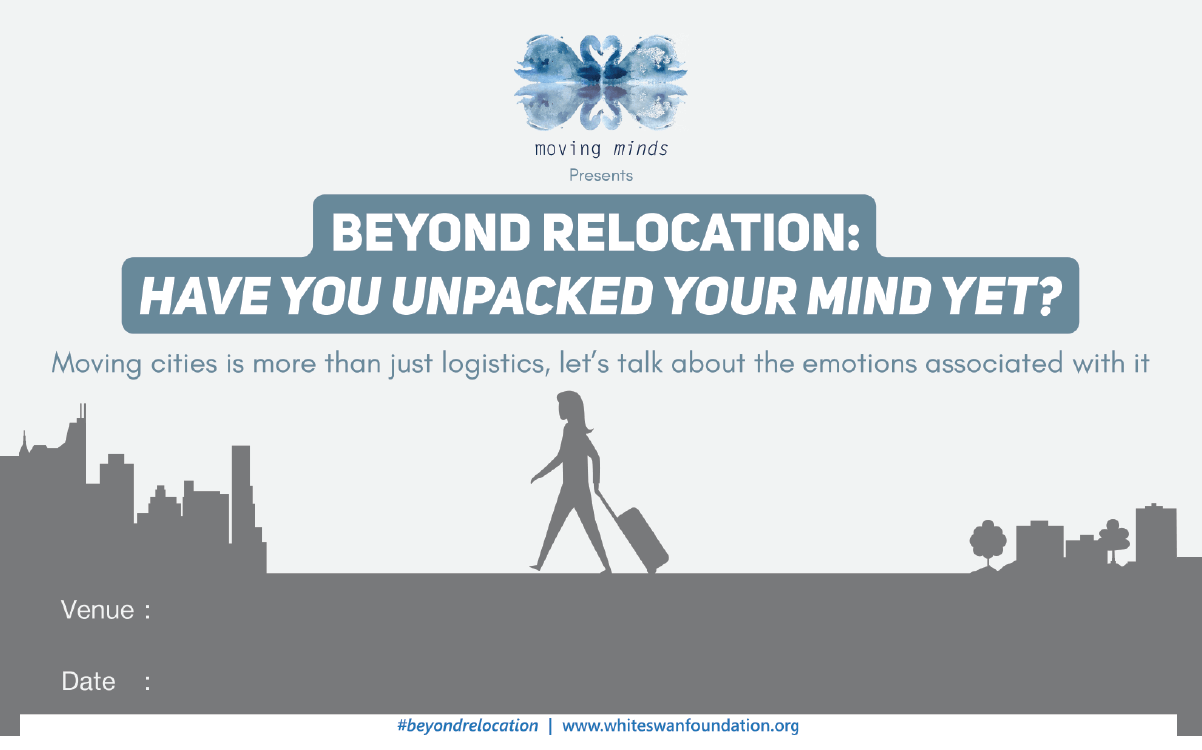 moving minds
Presents
BEYOND RELOCATION:
HAVE YOU UNPACKED YOUR MIND YET?
Moving cities is more than just logistics, let’s talk about the emotions associated with it
Venue :
Date :
#beyondrelocation | www.whiteswanfoundation.org